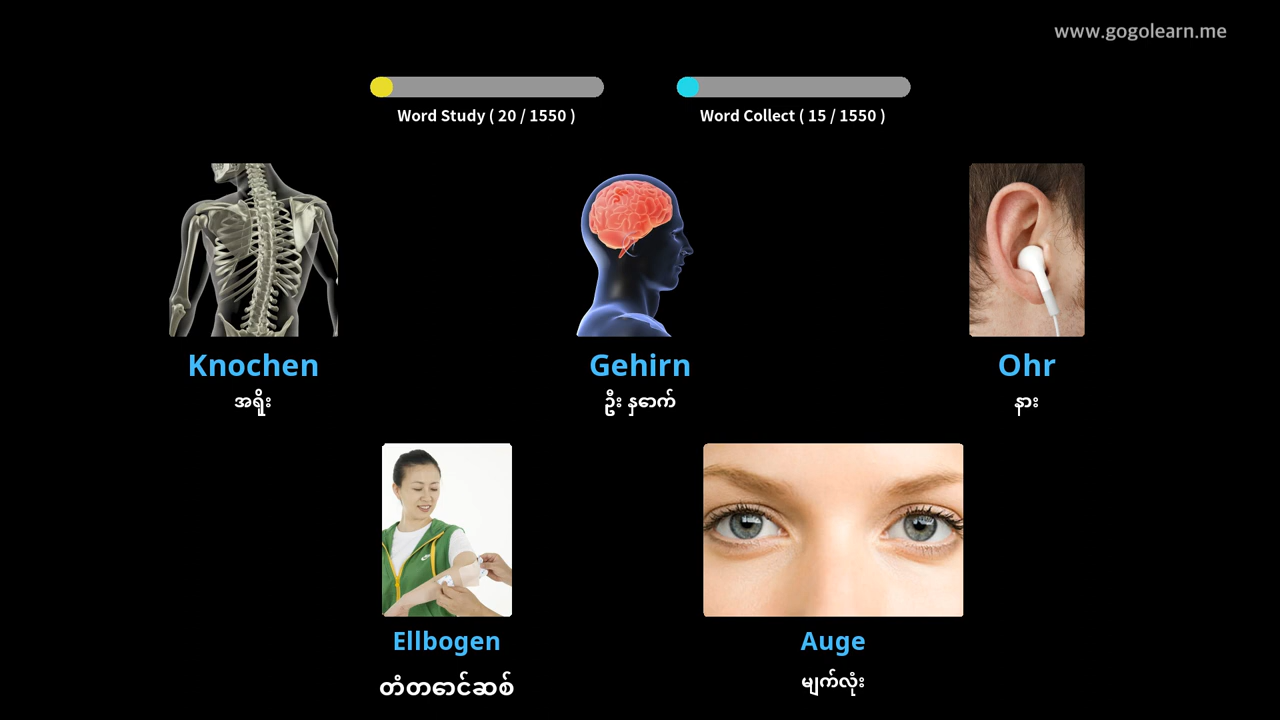 www.gogolearn.me
Word Study ( 20 / 1550 )
Word Collect ( 15 / 1550 )
Knochen
Gehirn
Ohr
အရိုး
ဦး နှောက်
နား
Ellbogen
Auge
တံတောင်ဆစ်
မျက်လုံး